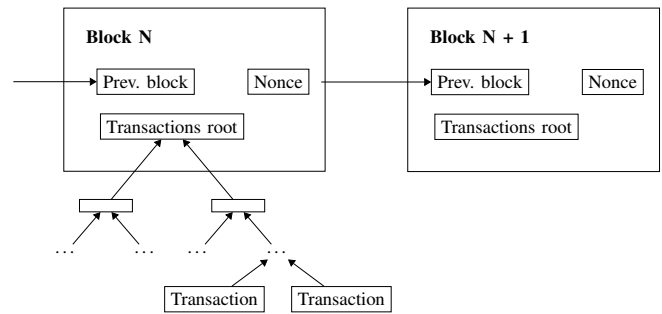 Block N
Block N + 1
Prev. block
Nonce
Prev. block
Nonce
Transactions root
Transactions root
... ... ... ...
Transaction
Transaction